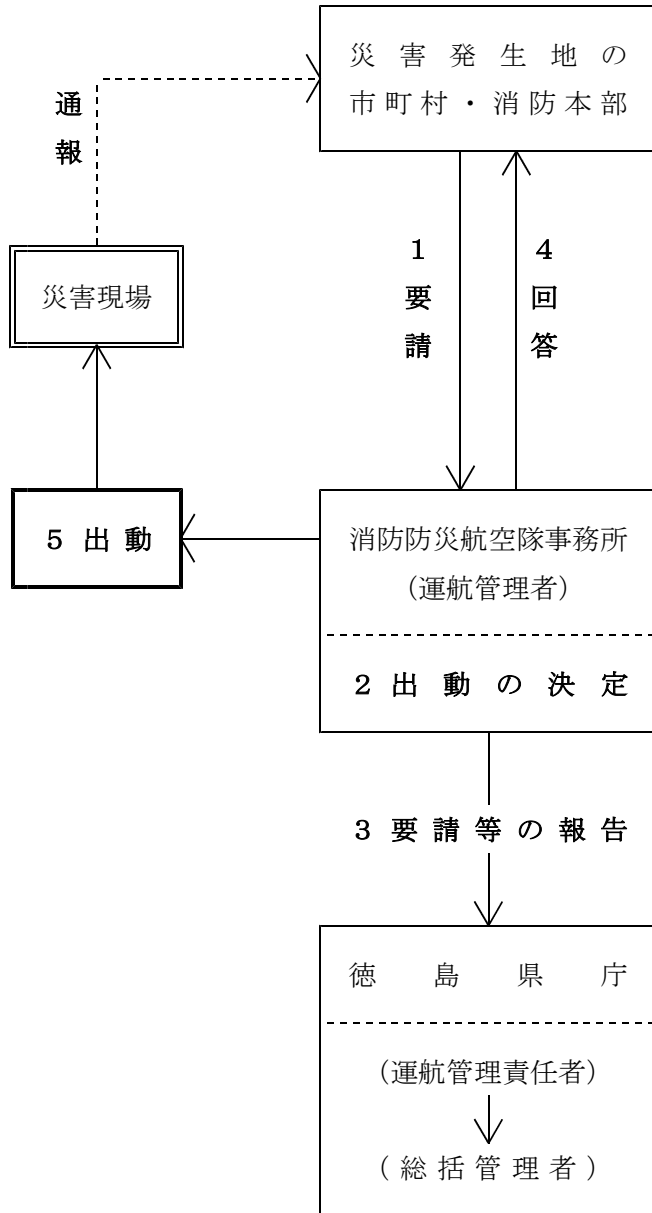 災害発生地の
市町村・消防本部
通報
災害現場
1要請
4回答
5出動
消防防災航空隊事務所
(運航管理者)
2出動の決定
3要請等の報告
徳島県庁
(運航管理責任者)
(総括管理者)